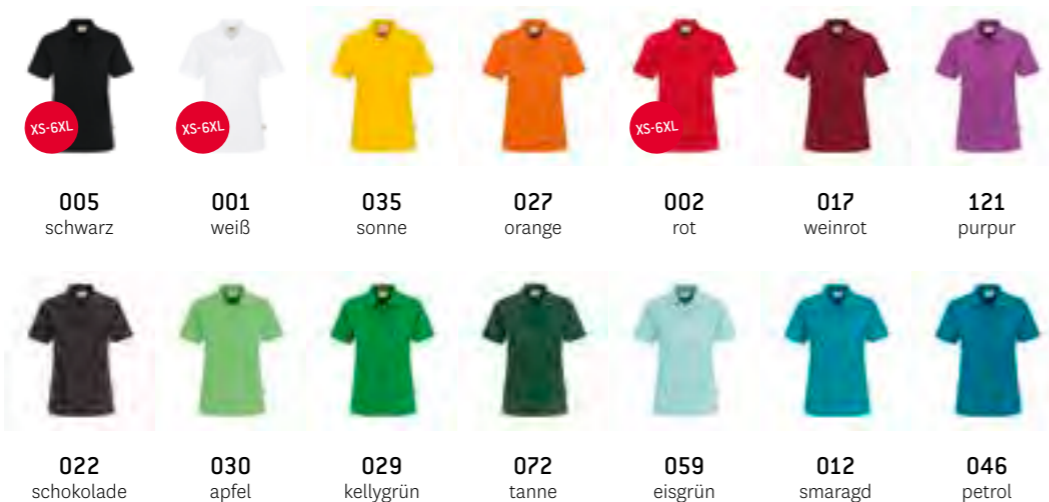 XS-6XL XS-6XL XS-6XL
005 001 035 027 002 017 121
schwarz weiß sonne orange rot weinrot purpur
022 030 029 072 059 012 046
schokolade apfel kellygrün tanne eisgrün smaragd petrol